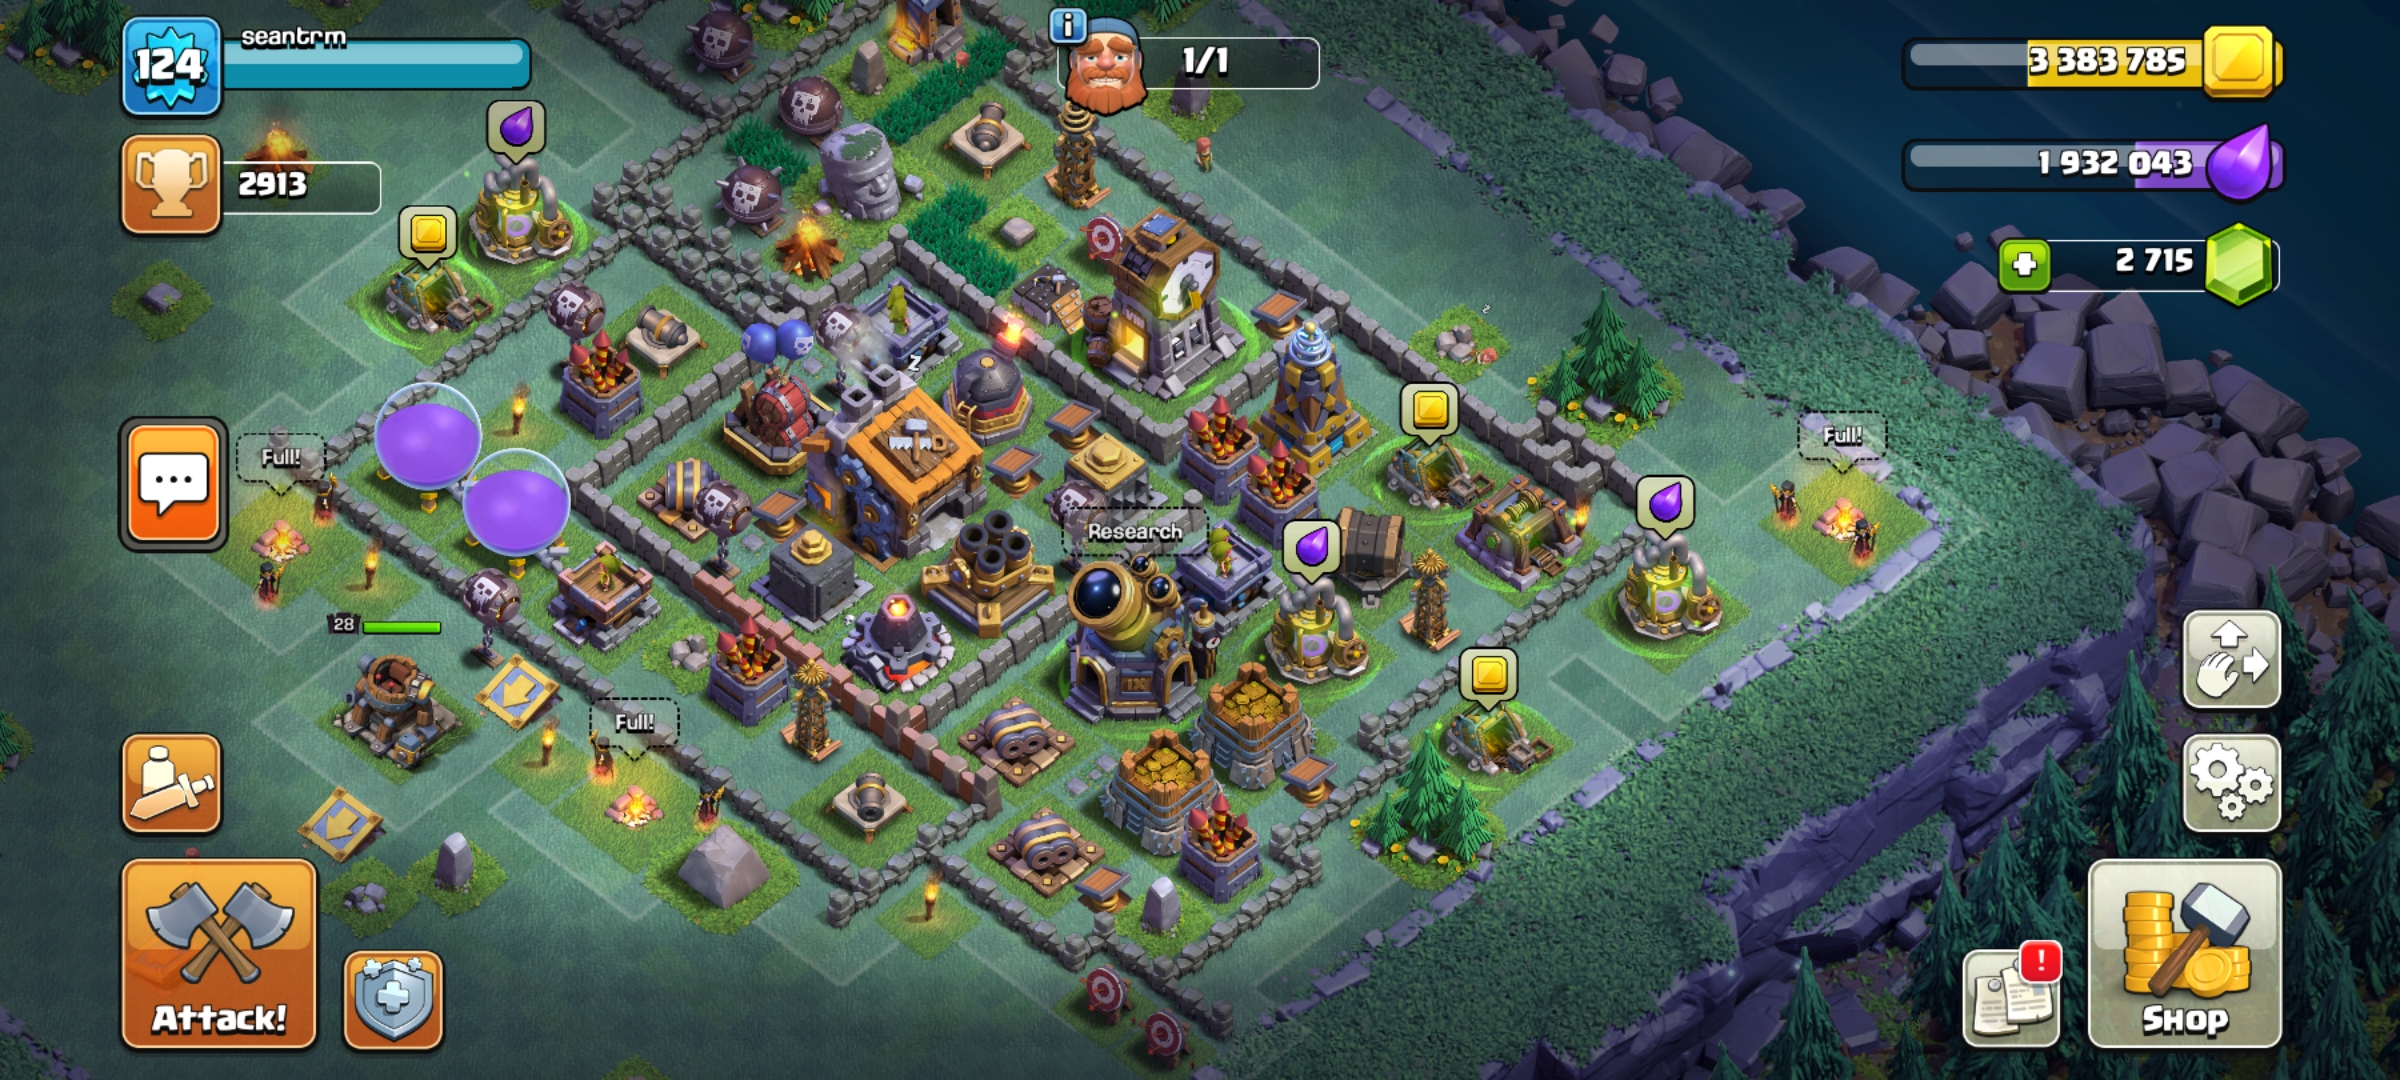 124
seantrm
1/1
3 383 785
2913
1 932 043
2 715
Full!
Full!
Research
28
Full!
IX
z
z
!
Attack!
Shop